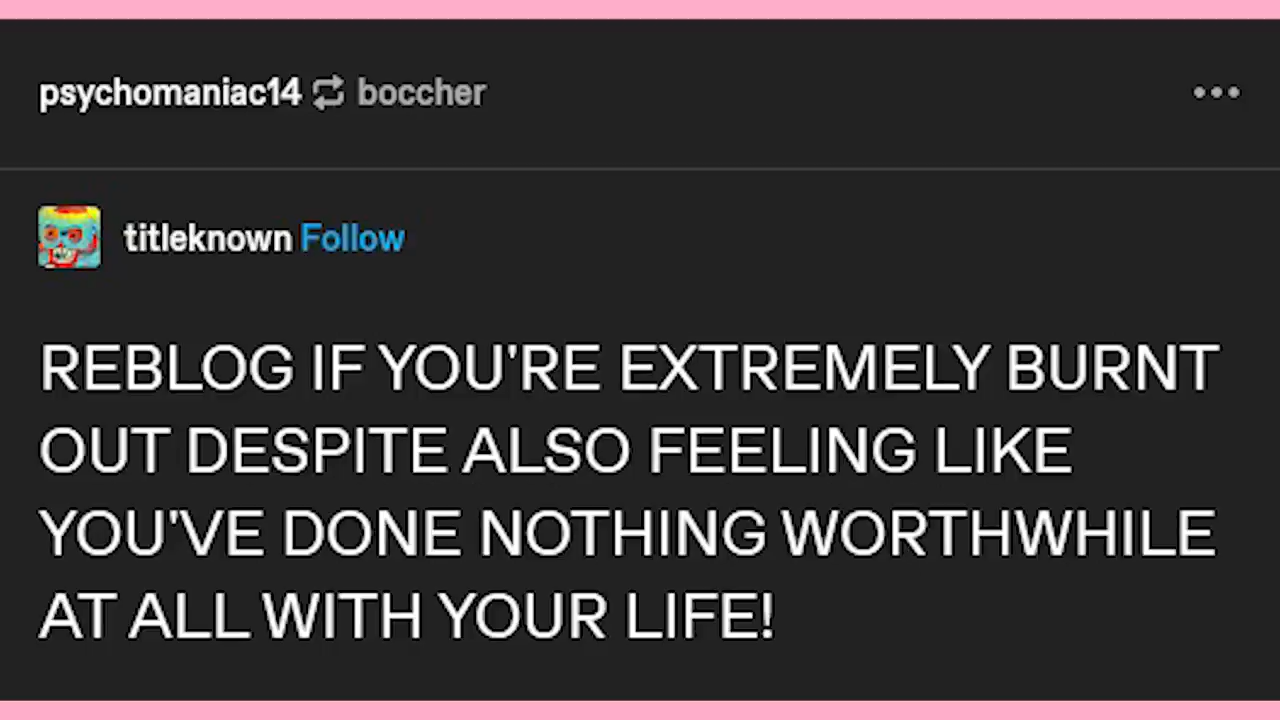 psychomaniac14 boccher
titleknown Follow
REBLOG IF YOU'RE EXTREMELY BURNT
OUT DESPITE ALSO FEELING LIKE
YOU'VE DONE NOTHING WORTHWHILE
AT ALL WITH YOUR LIFE!